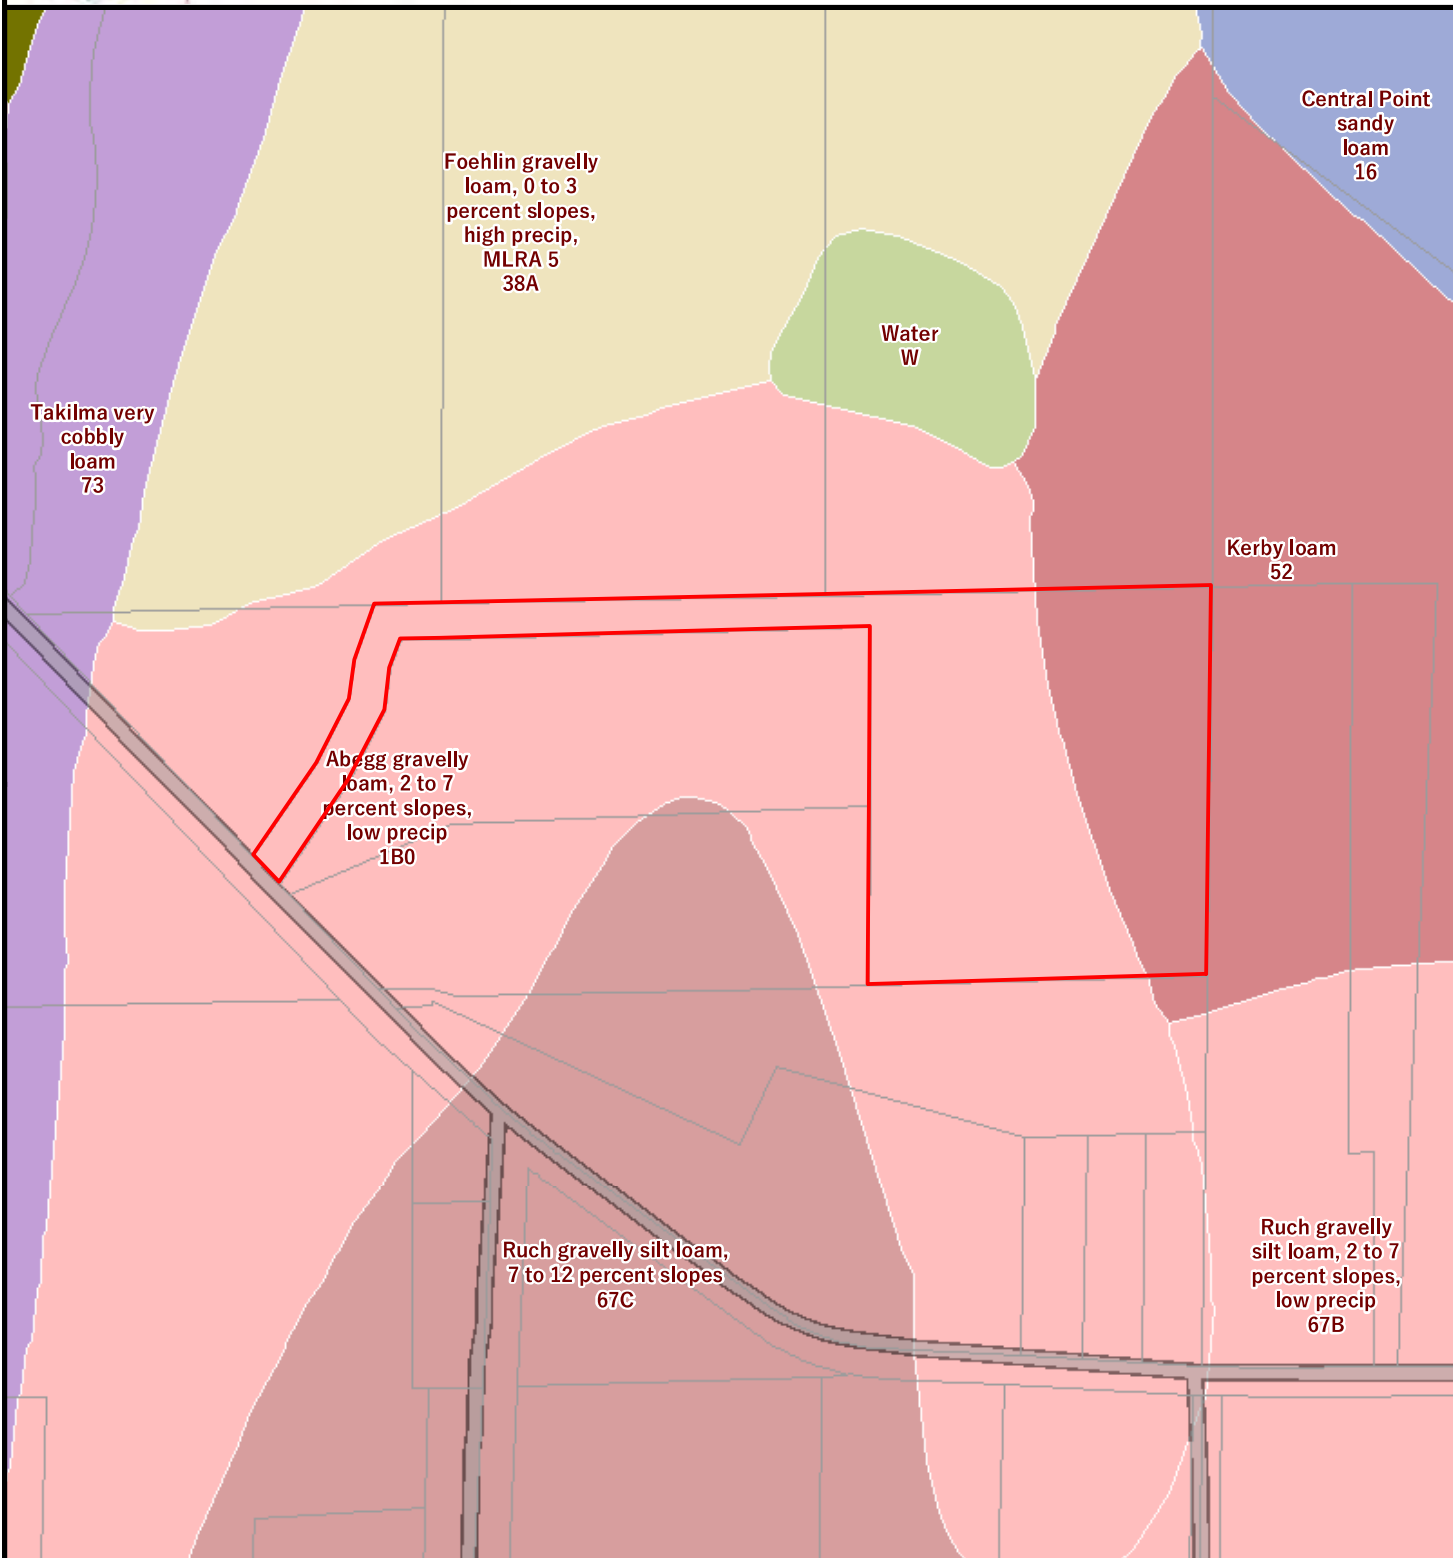 Central Point
sandy
loam
16
Foehlin gravelly
loam, 0 to 3
percent slopes,
high precip,
MLRA 5
38A
Water
W
Takilma very
cobbly
loam
73
Kerby loam
52
Abegg gravelly
loam, 2 to 7
percent slopes,
low precip
1B0
Ruch gravelly silt loam,
7 to 12 percent slopes
67C
Ruch gravelly
silt loam, 2 to 7
percent slopes,
low precip
67B